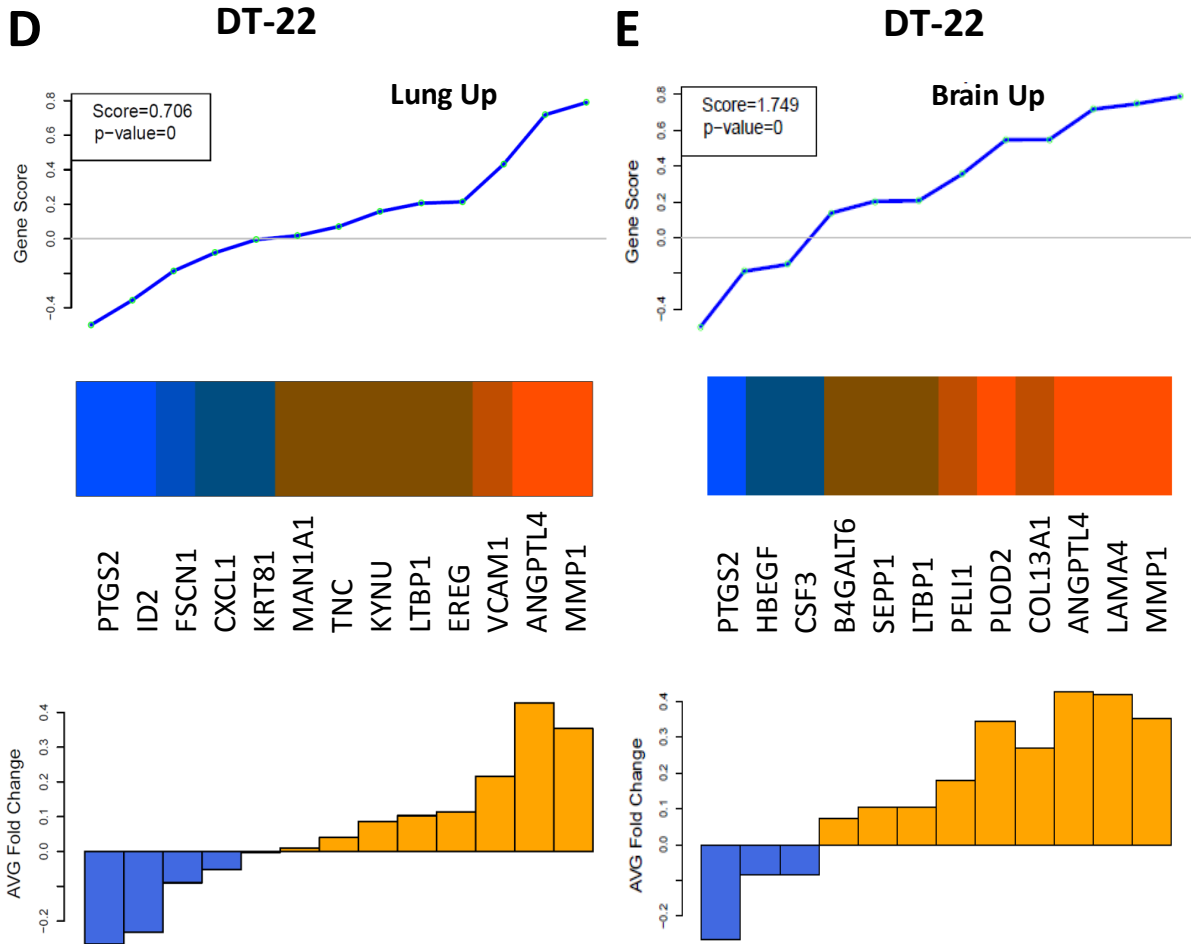 D
DT-22
Lung Up
Score=0.706
p-value=0
Gene Score
0.8
0.6
0.4
0.2
0.0
-0.4
PTGS2
ID2
FSCN1
CXCL1
KRT81
MAN1A1
TNC
KYNU
LTBP1
EREG
VCAM1
ANGPTL4
MMP1
AVG Fold Change
0.4
0.3
0.2
0.1
0.0
-0.2
E
DT-22
Brain Up
Score=1.749
p-value=0
Gene Score
0.8
0.6
0.4
0.2
0.0
-0.4
PTGS2
HBEGF
CSF3
B4GALT6
SEPP1
LTBP1
PELI1
PLOD2
COL13A1
ANGPTL4
LAMA4
MMP1
AVG Fold Change
0.4
0.3
0.2
0.1
0.0
-0.2